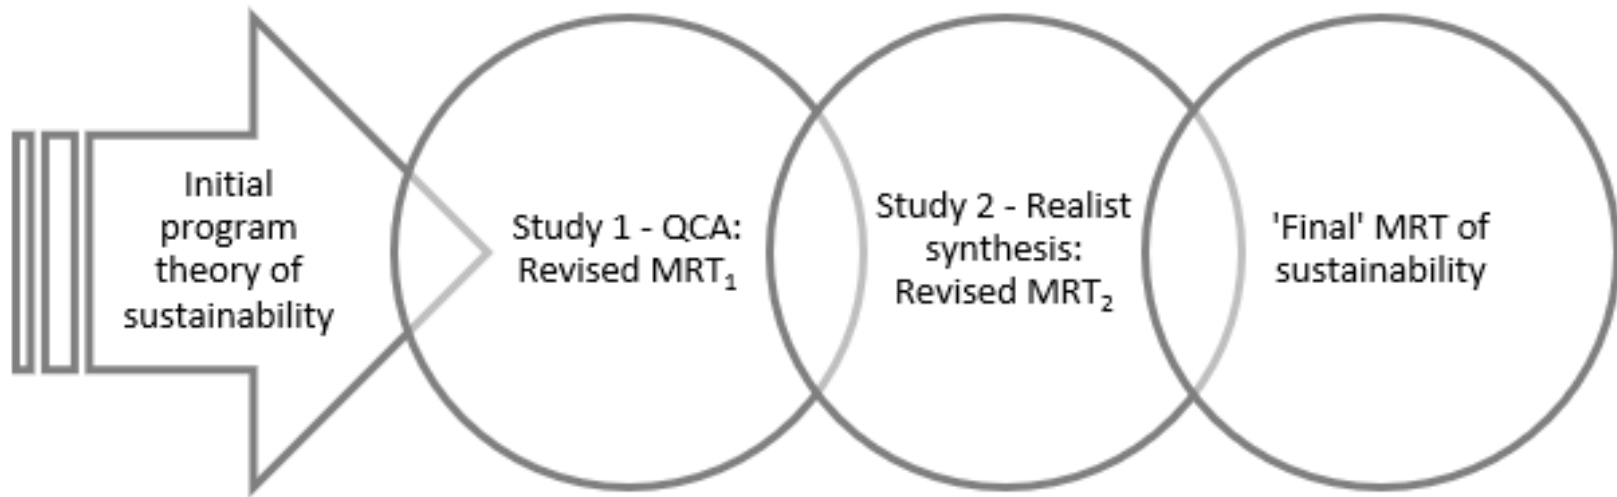 Initial
program
theory of
sustainability
Study 1 - QCA:
Revised MRT₁
Study 2 - Realist
synthesis:
Revised MRT₂
'Final' MRT of
sustainability